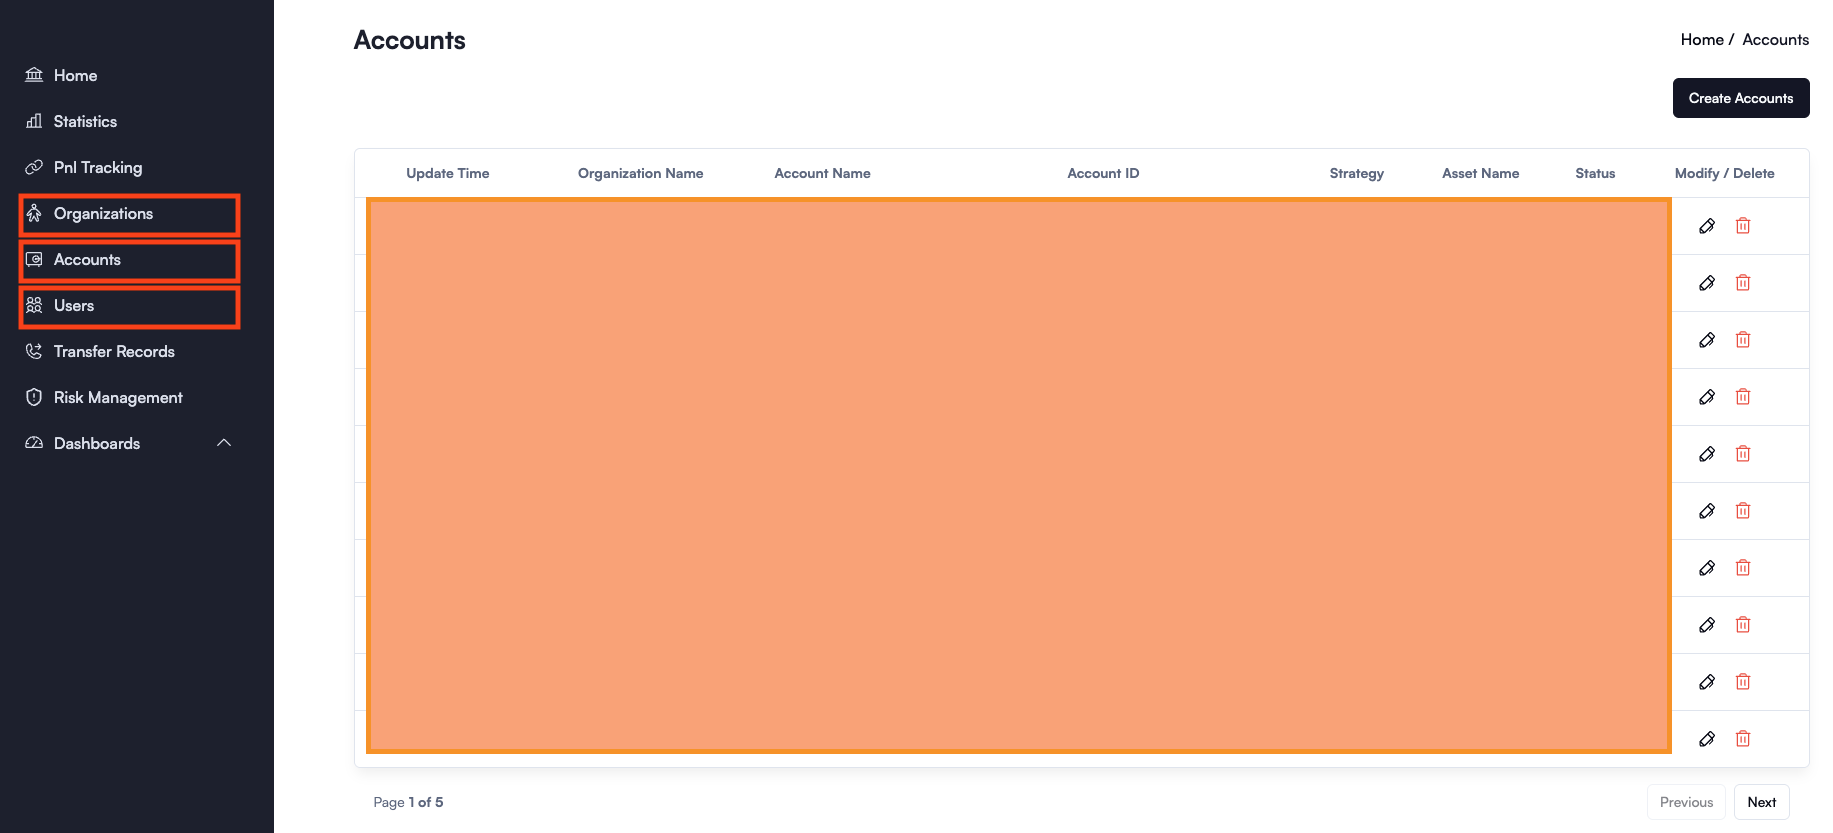 Home
Statistics
Pnl Tracking
Organizations
Accounts
Users
Transfer Records
Risk Management
Dashboards
Accounts
Home / Accounts
Create Accounts
Update Time Organization Name Account Name Account ID Strategy Asset Name Status Modify / Delete
Page 1 of 5
Previous Next